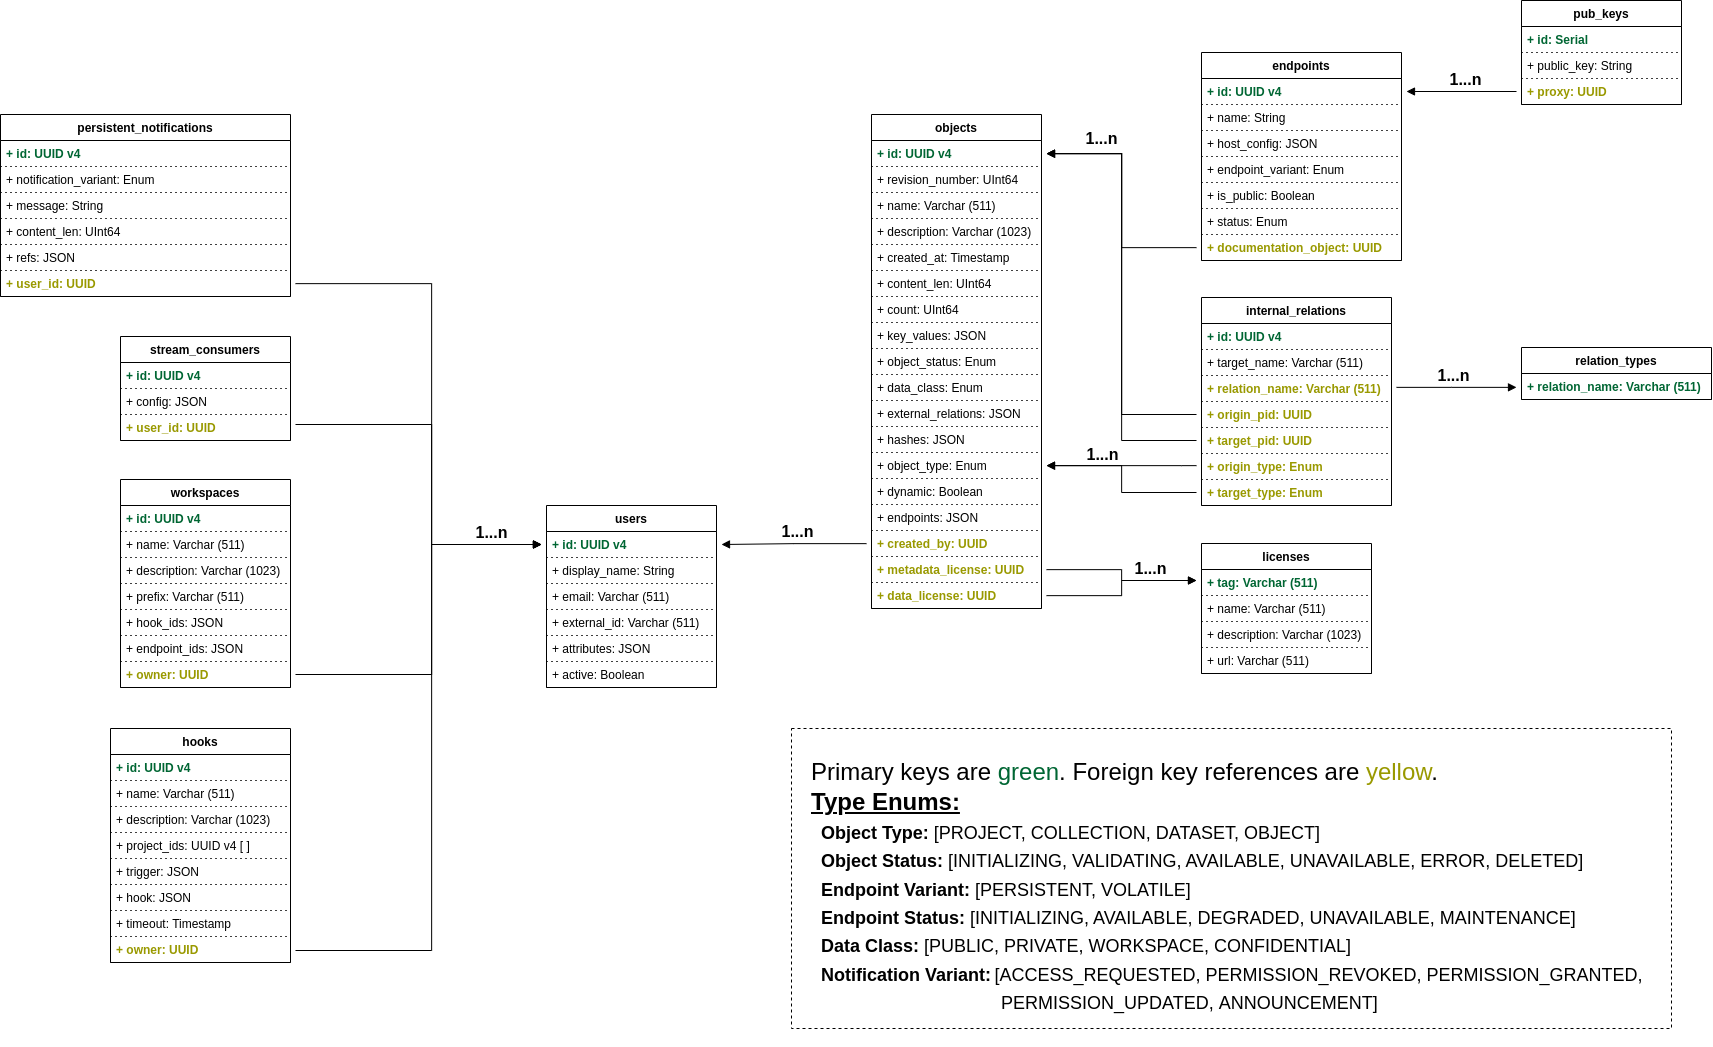 persistent_notifications
+ id: UUID v4
+ notification_variant: Enum
+ message: String
+ content_len: UInt64
+ refs: JSON
+ user_id: UUID
stream_consumers
+ id: UUID v4
+ config: JSON
+ user_id: UUID
workspaces
+ id: UUID v4
+ name: Varchar (511)
+ description: Varchar (1023)
+ prefix: Varchar (511)
+ hook_ids: JSON
+ endpoint_ids: JSON
+ owner: UUID
hooks
+ id: UUID v4
+ name: Varchar (511)
+ description: Varchar (1023)
+ project_ids: UUID v4 [ ]
+ trigger: JSON
+ hook: JSON
+ timeout: Timestamp
+ owner: UUID
1...n
users
+ id: UUID v4
+ display_name: String
+ email: Varchar (511)
+ external_id: Varchar (511)
+ attributes: JSON
+ active: Boolean
1...n
objects
+ id: UUID v4
+ revision_number: UInt64
+ name: Varchar (511)
+ description: Varchar (1023)
+ created_at: Timestamp
+ content_len: UInt64
+ count: UInt64
+ key_values: JSON
+ object_status: Enum
+ data_class: Enum
+ external_relations: JSON
+ hashes: JSON
+ object_type: Enum
+ dynamic: Boolean
+ endpoints: JSON
+ created_by: UUID
+ metadata_license: UUID
+ data_license: UUID
1...n
1...n
1...n
endpoints
+ id: UUID v4
+ name: String
+ host_config: JSON
+ endpoint_variant: Enum
+ is_public: Boolean
+ status: Enum
+ documentation_object: UUID
1...n
pub_keys
+ id: Serial
+ public_key: String
+ proxy: UUID
internal_relations
+ id: UUID v4
+ target_name: Varchar (511)
+ relation_name: Varchar (511)
+ origin_pid: UUID
+ target_pid: UUID
+ origin_type: Enum
+ target_type: Enum
1...n
relation_types
+ relation_name: Varchar (511)
licenses
+ tag: Varchar (511)
+ name: Varchar (511)
+ description: Varchar (1023)
+ url: Varchar (511)
Primary keys are green. Foreign key references are yellow.
Type Enums:
Object Type: [PROJECT, COLLECTION, DATASET, OBJECT]
Object Status: [INITIALIZING, VALIDATING, AVAILABLE, UNAVAILABLE, ERROR, DELETED]
Endpoint Variant: [PERSISTENT, VOLATILE]
Endpoint Status: [INITIALIZING, AVAILABLE, DEGRADED, UNAVAILABLE, MAINTENANCE]
Data Class: [PUBLIC, PRIVATE, WORKSPACE, CONFIDENTIAL]
Notification Variant: [ACCESS_REQUESTED, PERMISSION_REVOKED, PERMISSION_GRANTED,
PERMISSION_UPDATED, ANNOUNCEMENT]